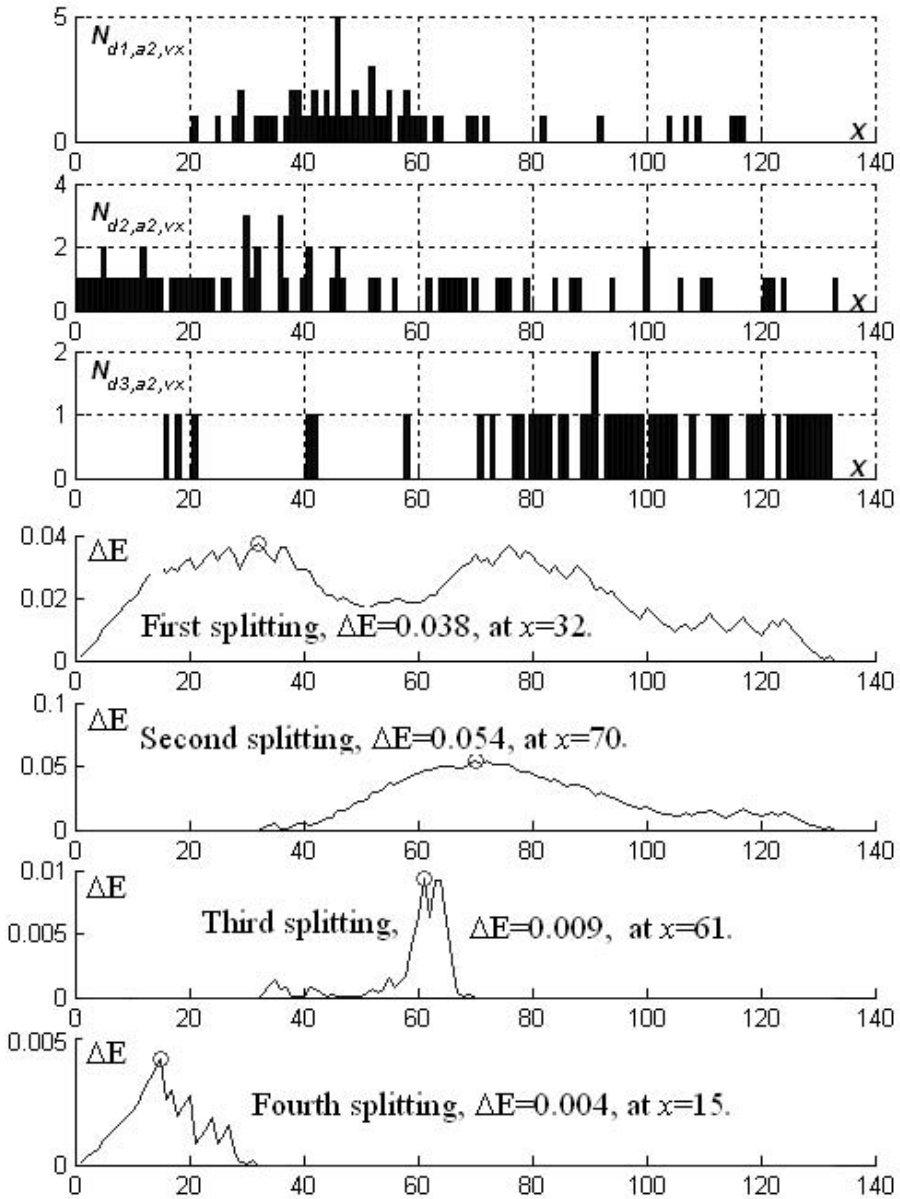 5
N d1,a2,vx
0
x
0 20 40 60 80 100 120 140
4
N d2,a2,vx
2
0
x
0 20 40 60 80 100 120 140
2
N d3,a2,vx
1
0
x
0 20 40 60 80 100 120 140
0.04
ΔE
0.02
First splitting, ΔE=0.038, at x=32.
0
0 20 40 60 80 100 120 140
0.1
ΔE
Second splitting, ΔE=0.054, at x=70.
0.05
0
0 20 40 60 80 100 120 140
0.01
ΔE
Third splitting, ΔE=0.009, at x=61.
0.005
0
0 20 40 60 80 100 120 140
0.005
ΔE
Fourth splitting, ΔE=0.004, at x=15.
0
0 20 40 60 80 100 120 140